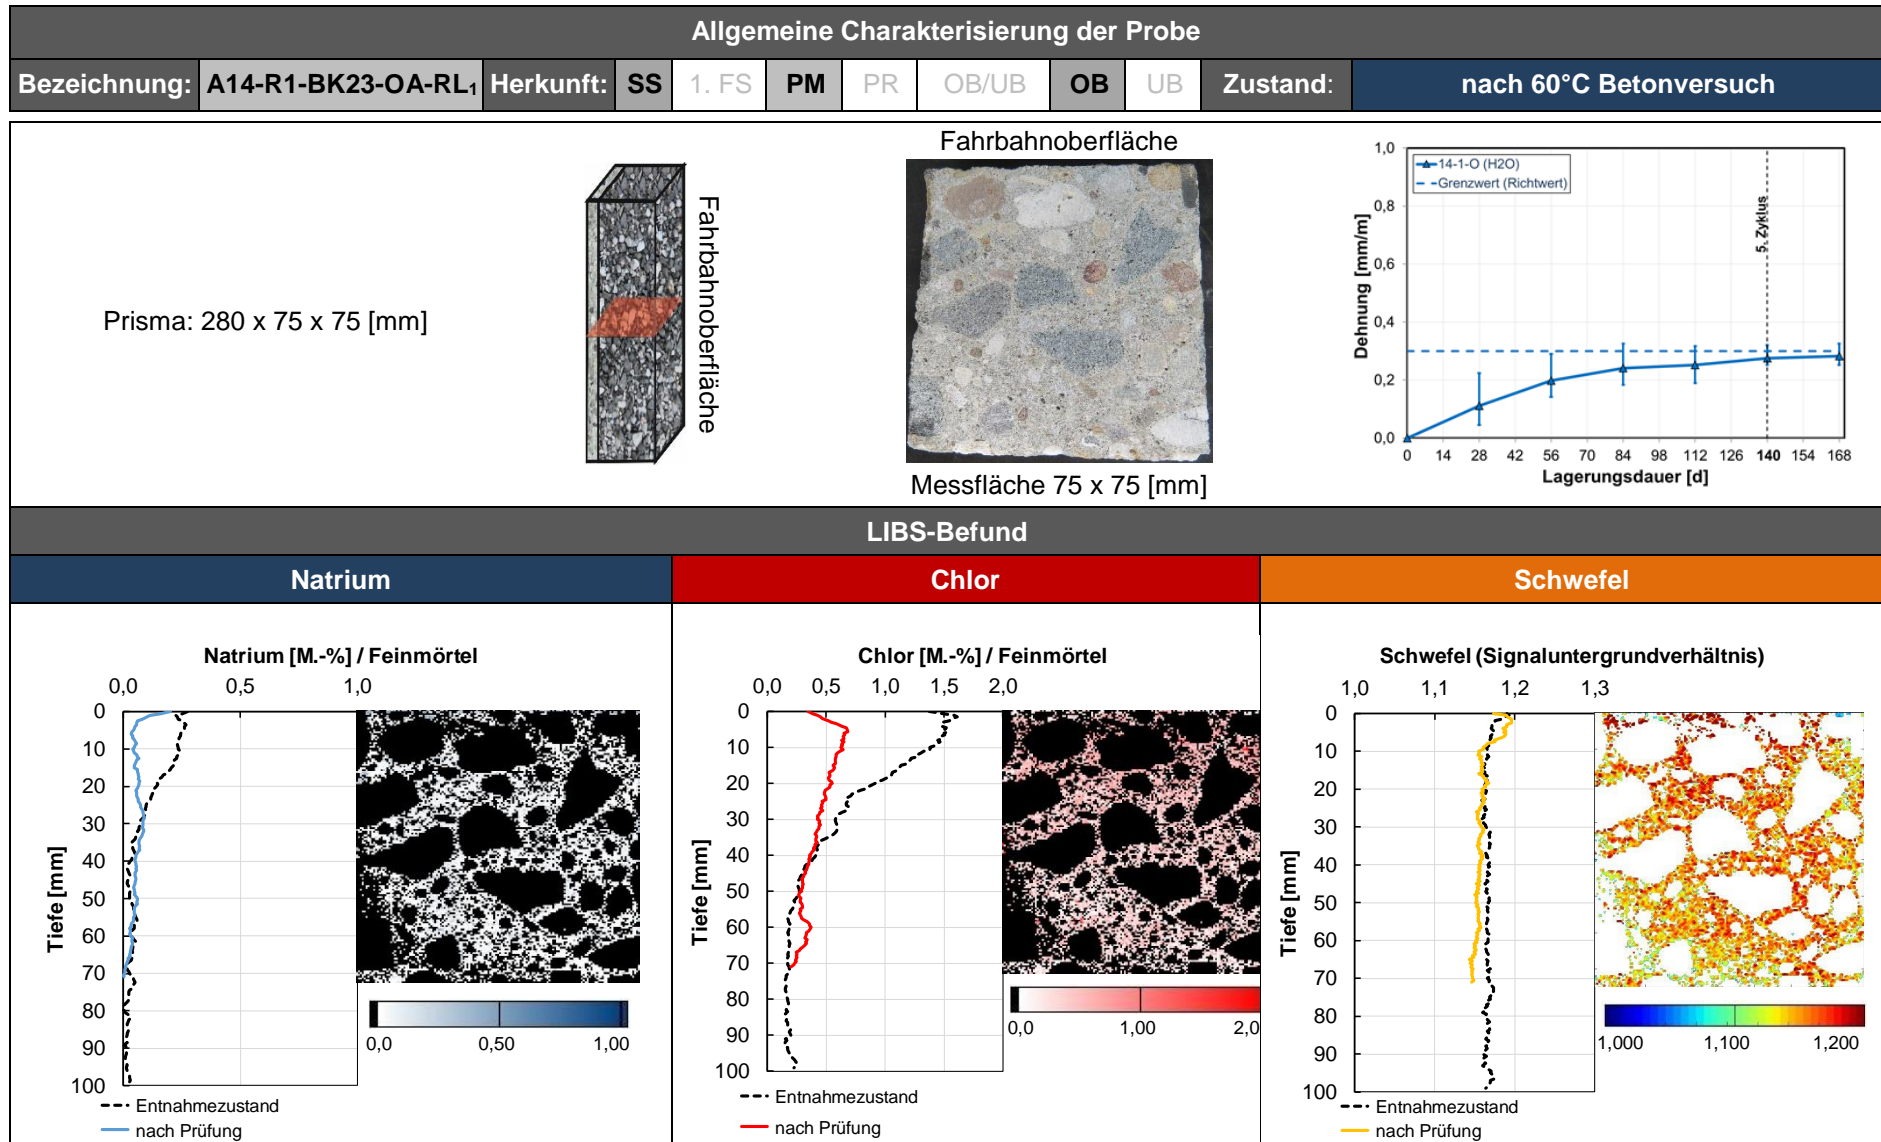 Allgemeine Charakterisierung der Probe
Bezeichnung: A14-R1-BK23-OA-RL₁ Herkunft: SS 1. FS PM PR OB/UB OB UB Zustand: nach 60°C Betonversuch
Prisma: 280 x 75 x 75 [mm]
Fahrbahnoberfläche
Fahrbahnoberfläche
Messfläche 75 x 75 [mm]
14-1-O (H2O)
Grenzwert (Richtwert)
5. Zyklus
Dehnung [mm/m]
1,0
0,8
0,6
0,4
0,2
0,0
0 14 28 42 56 70 84 98 112 126 140 154 168
Lagerungsdauer [d]
LIBS-Befund
Natrium Chlor Schwefel
Natrium [M.-%] / Feinmörtel
0,0 0,5 1,0
Tiefe [mm]
0
10
20
30
40
50
60
70
80
90
100
0,0 0,50 1,00
Entnahmezustand
nach Prüfung
Chlor [M.-%] / Feinmörtel
0,0 0,5 1,0 1,5 2,0
Tiefe [mm]
0
10
20
30
40
50
60
70
80
90
100
0,0 1,00 2,0
Entnahmezustand
nach Prüfung
Schwefel (Signaluntergrundverhältnis)
1,0 1,1 1,2 1,3
Tiefe [mm]
0
10
20
30
40
50
60
70
80
90
100
1,000 1,100 1,200
Entnahmezustand
nach Prüfung